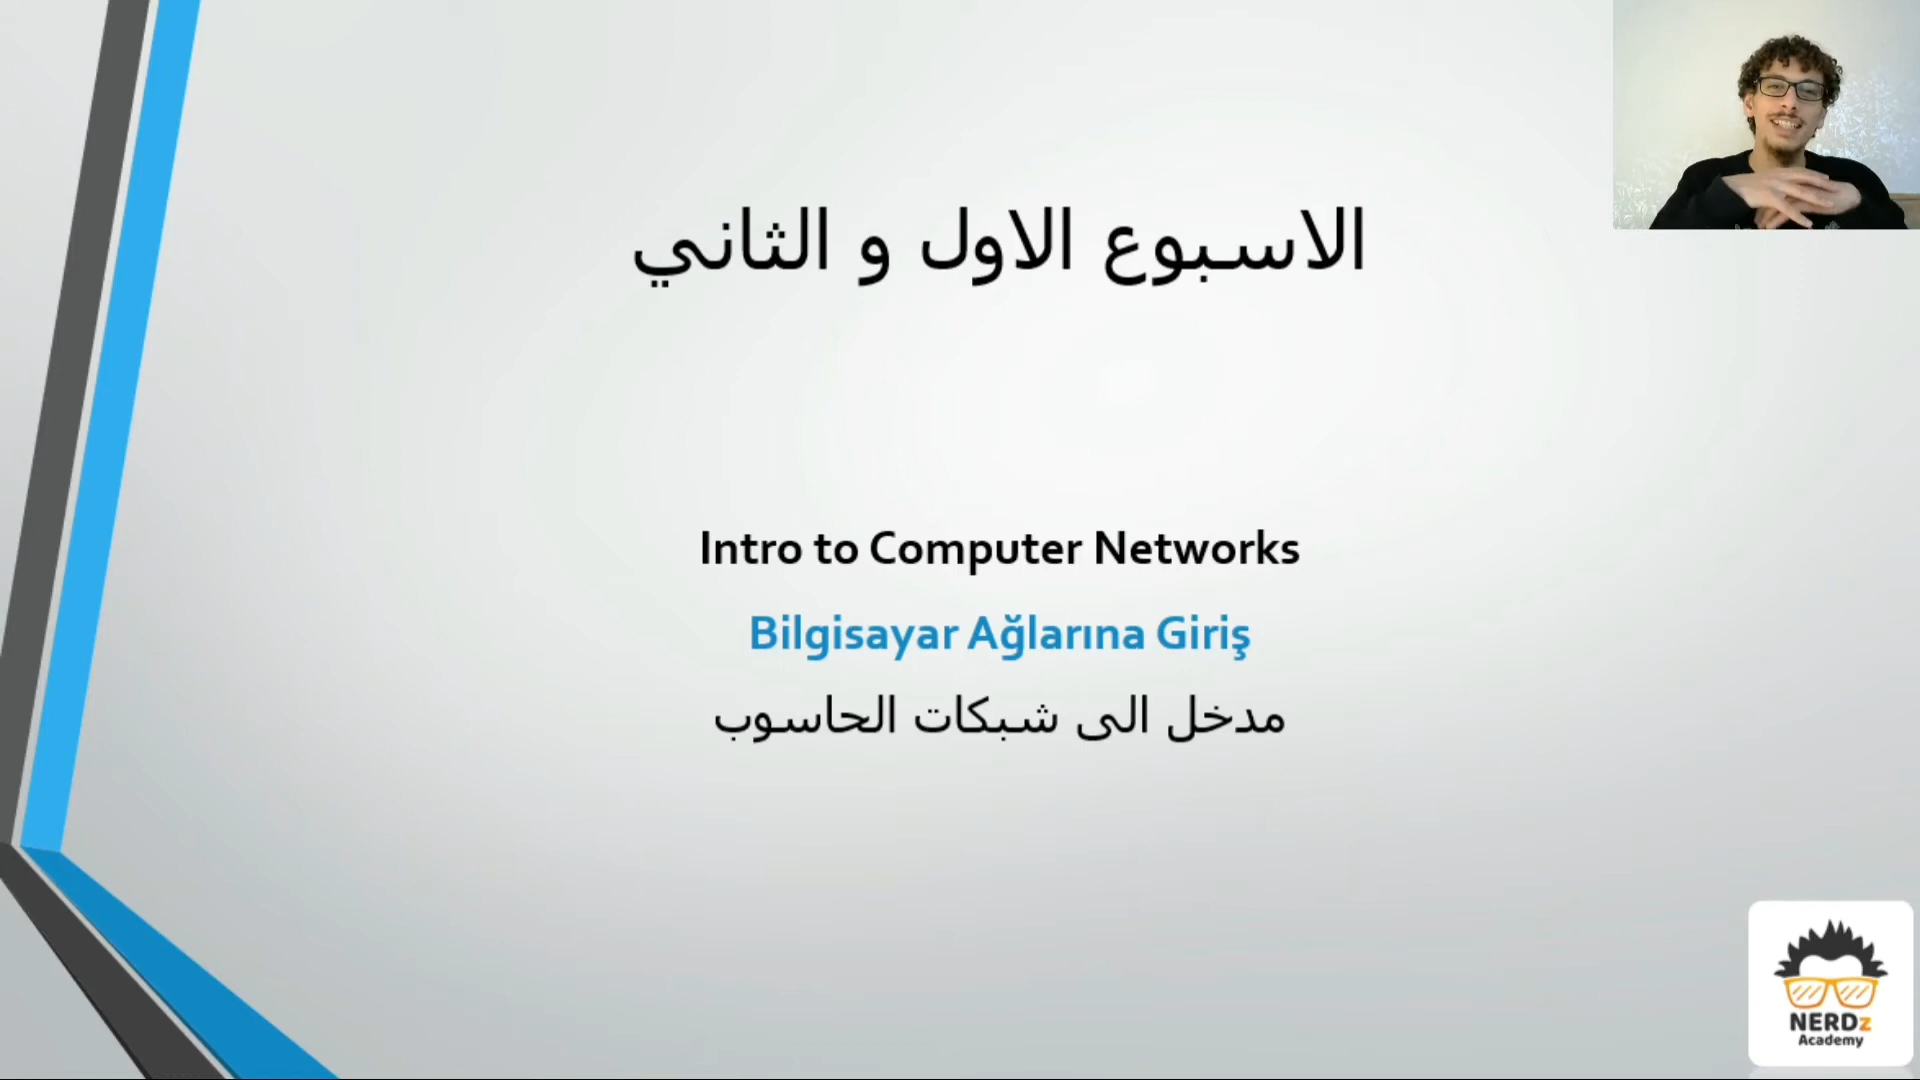 الاسبوع الاول و الثاني
Intro to Computer Networks
Bilgisayar Ağlarına Giriş
مدخل الى شبكات الحاسوب
NERDz
Academy